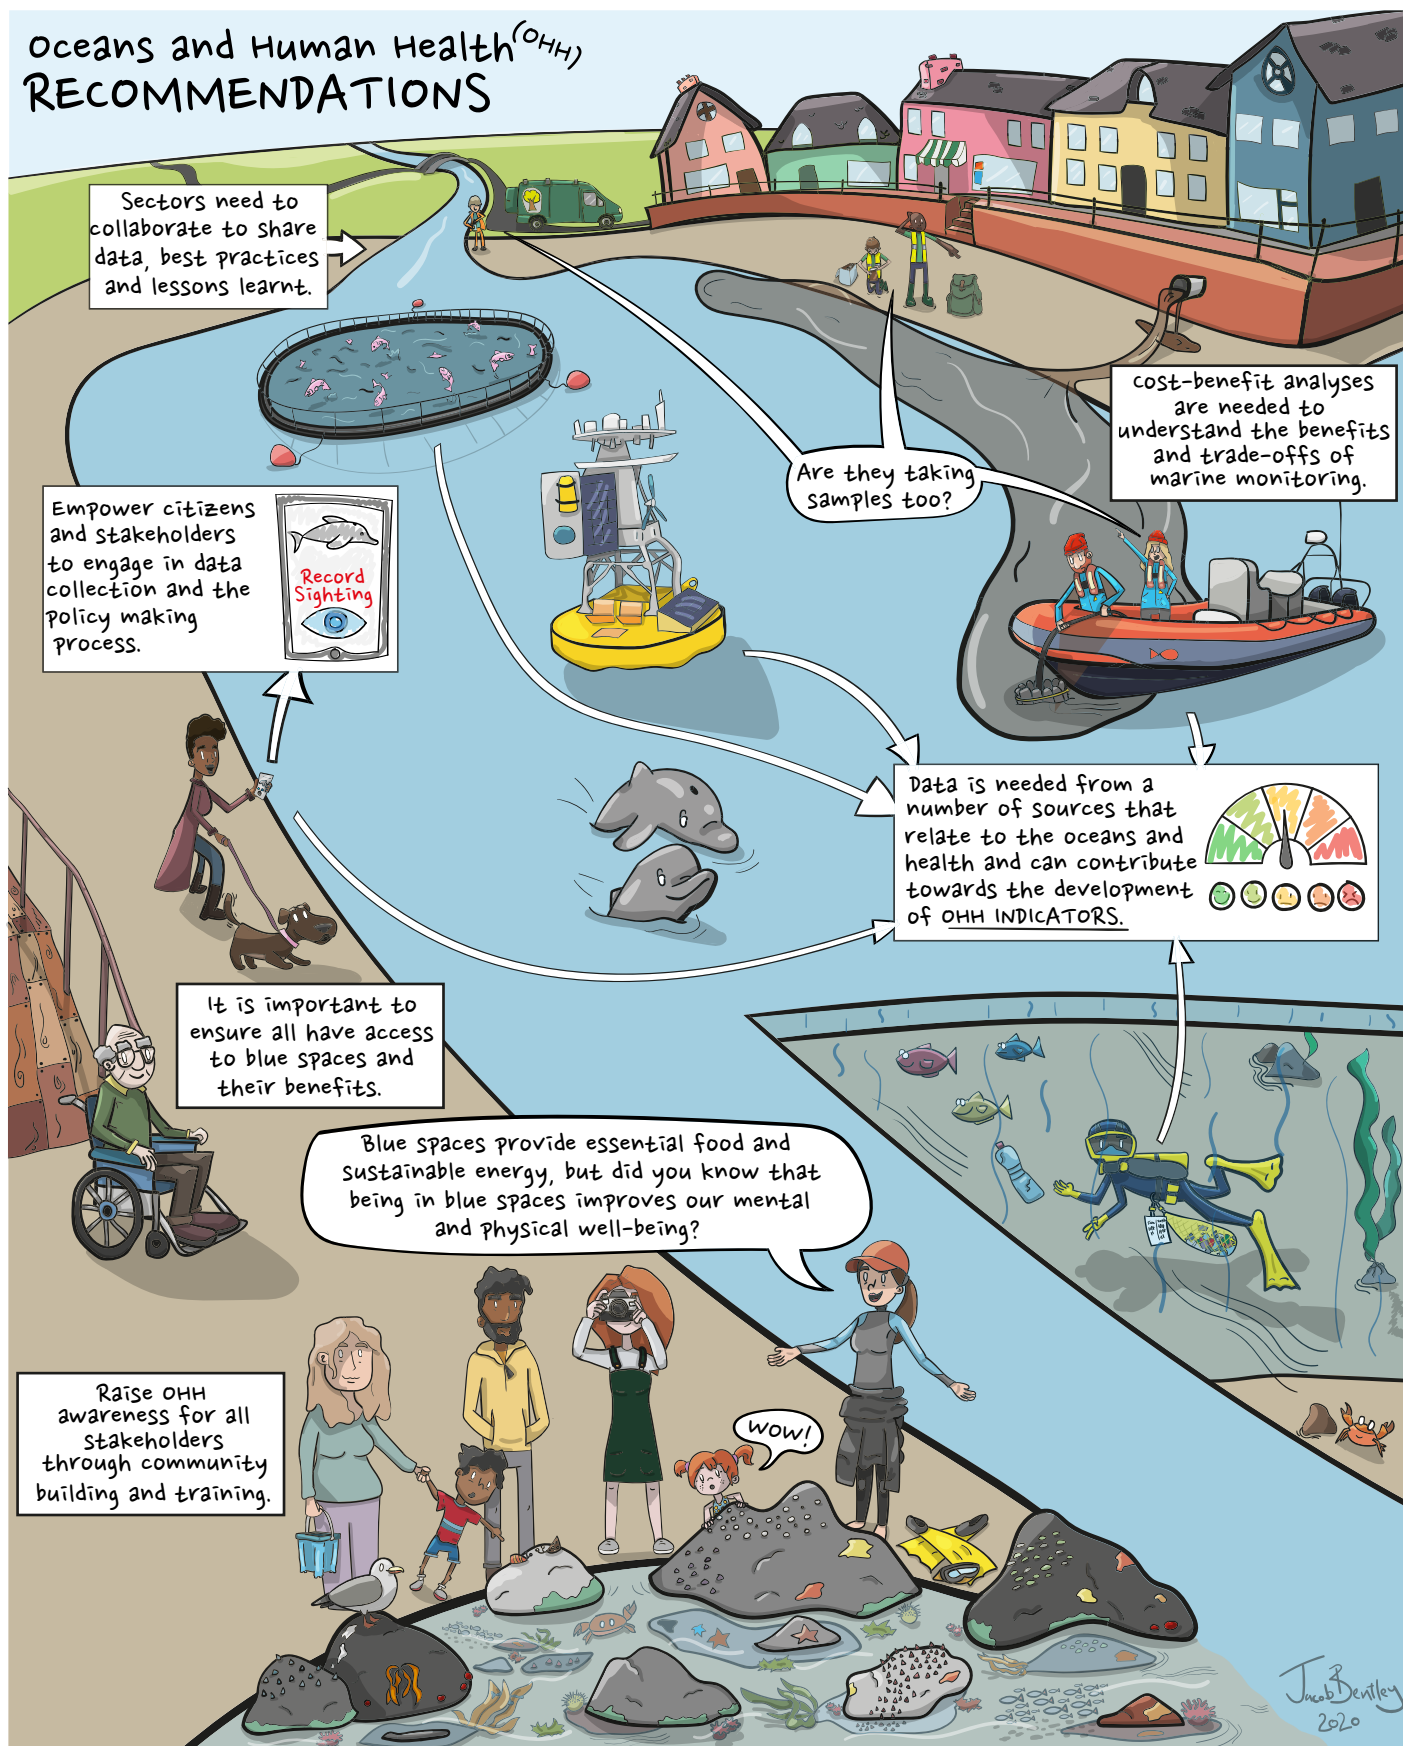 Oceans and Human Health (OHH)
RECOMMENDATIONS
Sectors need to
collaborate to share
data, best practices
and lessons learnt.
Cost-benefit analyses
are needed to
understand the benefits
and trade-offs of
marine monitoring.
Are they taking
samples too?
Empower citizens
and stakeholders
to engage in data
collection and the
policy making
process.
Record
Sighting
Data is needed from a
number of sources that
relate to the oceans and
health and can contribute
towards the development
of OHH INDICATORS.
It is important to
ensure all have access
to blue spaces and
their benefits.
Blue spaces provide essential food and
sustainable energy, but did you know that
being in blue spaces improves our mental
and physical well-being?
Raise OHH
awareness for all
stakeholders
through community
building and training.
WOW!
Jacob Bentley
2020